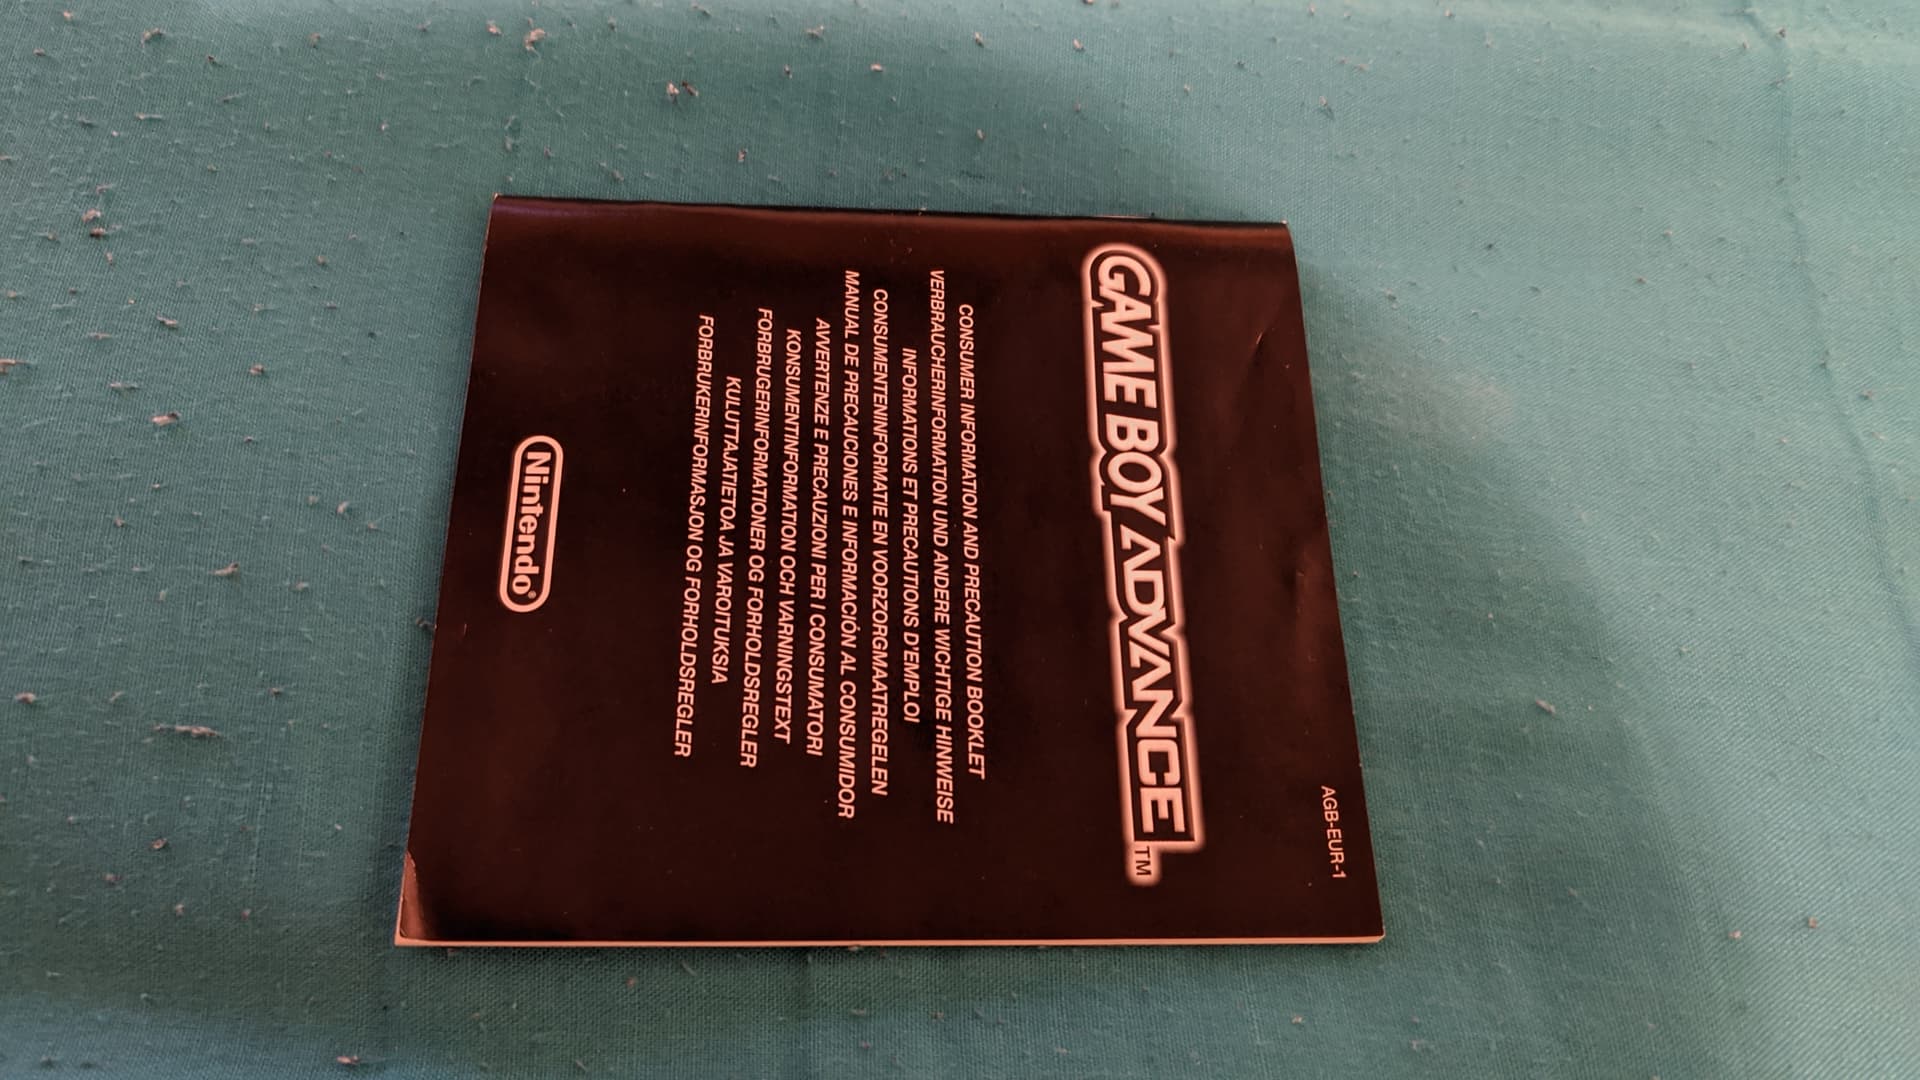 AGB-EUR-1
GAME BOY ADVANCE™
CONSUMER INFORMATION AND PRECAUTION BOOKLET
VERBRAUCHERINFORMATION UND ANDERE WICHTIGE HINWEISE
INFORMATIONS ET PRECAUTIONS D'EMPLOI
CONSUMENTENINFORMATIE EN VOORZORGMAATREGELEN
MANUAL DE PRECAUCIONES E INFORMACIÓN AL CONSUMIDOR
AVVERTENZE E PRECAUZIONI PER I CONSUMATORI
KONSUMENTINFORMATION OCH VARNINGSTEXT
FORBRUGERINFORMATIONER OG FORHOLDSREGLER
KULUTTAJATIETOA JA VAROITUKSIA
FORBRUKERINFORMASJON OG FORHOLDSREGLER
Nintendo®